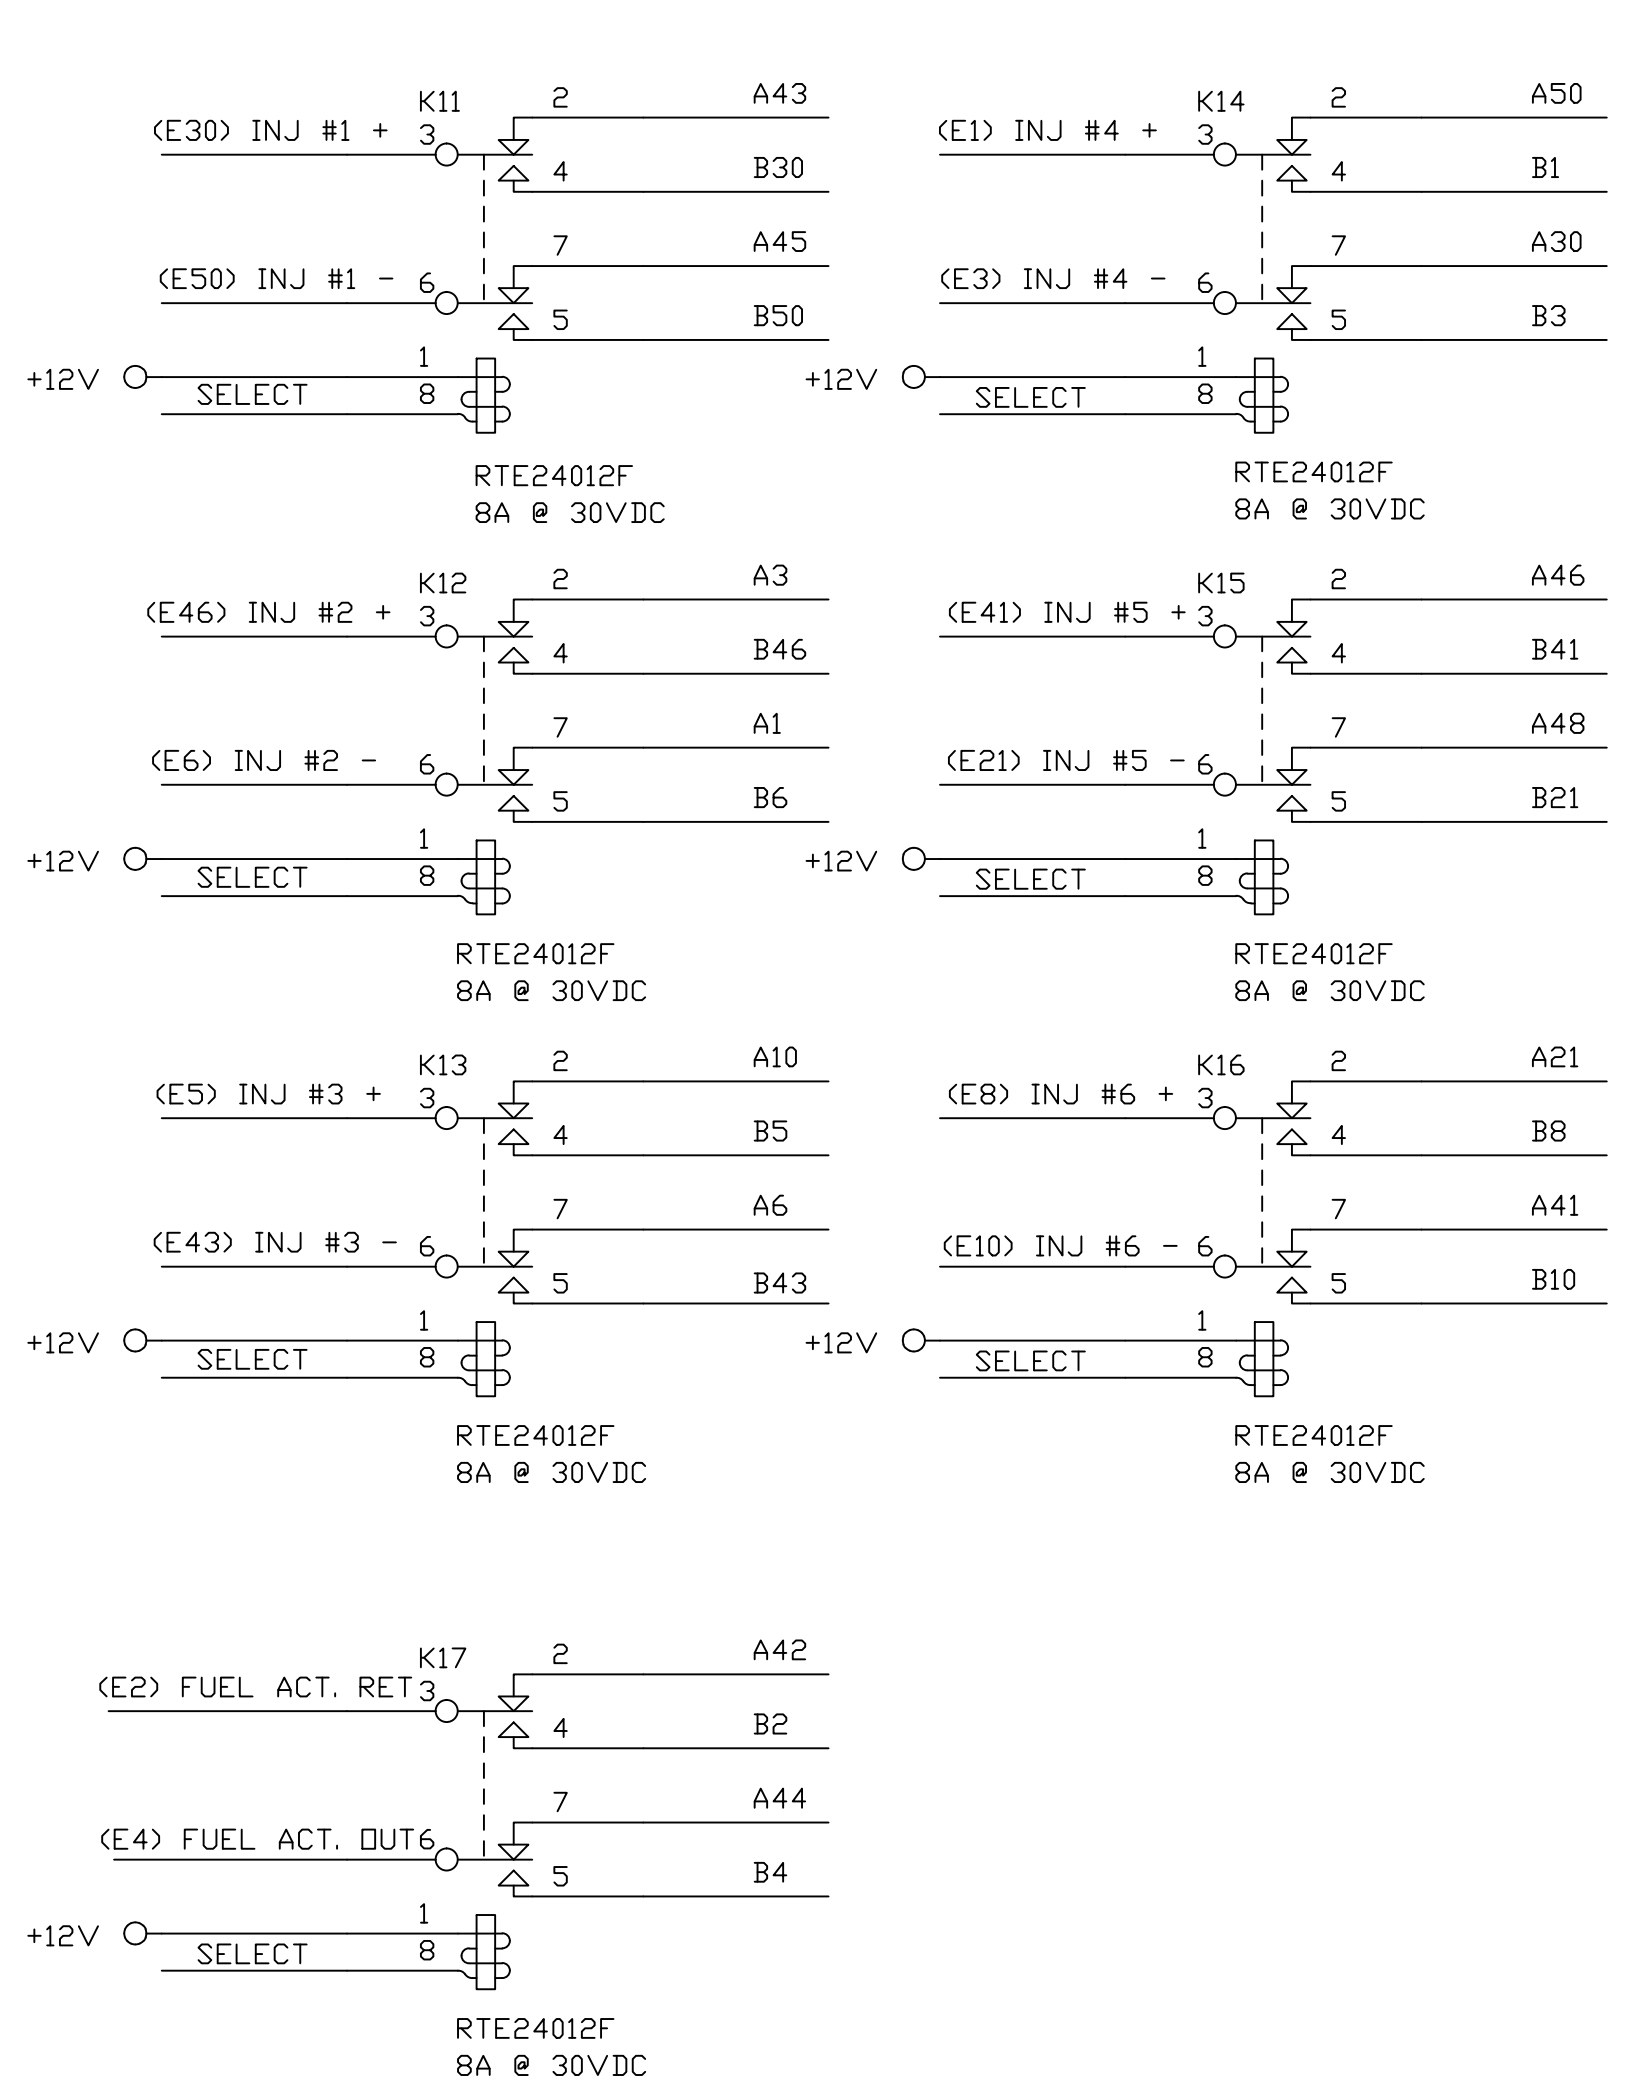 K11
2
A43
(E30) INJ #1 +
3
4
B30
7
A45
(E50) INJ #1 -
6
5
B50
+12V
1
SELECT
8
RTE24012F
8A @ 30VDC
K14
2
A50
(E1) INJ #4 +
3
4
B1
7
A30
(E3) INJ #4 -
6
5
B3
+12V
1
SELECT
8
RTE24012F
8A @ 30VDC
K12
2
A3
(E46) INJ #2 +
3
4
B46
7
A1
(E6) INJ #2 -
6
5
B6
+12V
1
SELECT
8
RTE24012F
8A @ 30VDC
K15
2
A46
(E41) INJ #5 +
3
4
B41
7
A48
(E21) INJ #5 -
6
5
B21
+12V
1
SELECT
8
RTE24012F
8A @ 30VDC
K13
2
A10
(E5) INJ #3 +
3
4
B5
7
A6
(E43) INJ #3 -
6
5
B43
+12V
1
SELECT
8
RTE24012F
8A @ 30VDC
K16
2
A21
(E8) INJ #6 +
3
4
B8
7
A41
(E10) INJ #6 -
6
5
B10
+12V
1
SELECT
8
RTE24012F
8A @ 30VDC
K17
2
A42
(E2) FUEL ACT. RET
3
4
B2
7
A44
(E4) FUEL ACT. OUT
6
5
B4
+12V
1
SELECT
8
RTE24012F
8A @ 30VDC